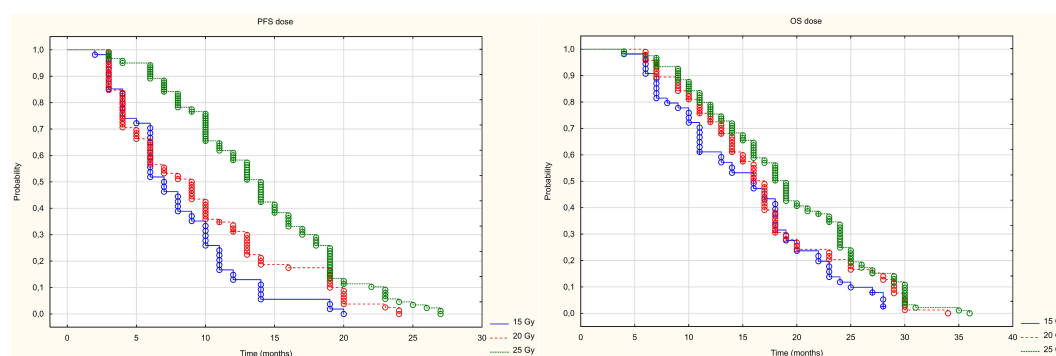 PFS dose
1,0
0,9
0,8
0,7
0,6
0,5
0,4
0,3
0,2
0,1
0,0
Probability
0 5 10 15 20 25 30
Time (months)
15 Gy
20 Gy
25 Gy
OS dose
1,0
0,9
0,8
0,7
0,6
0,5
0,4
0,3
0,2
0,1
0,0
Probability
0 5 10 15 20 25 30 35 40
Time (months)
15 G
20 G
25 G